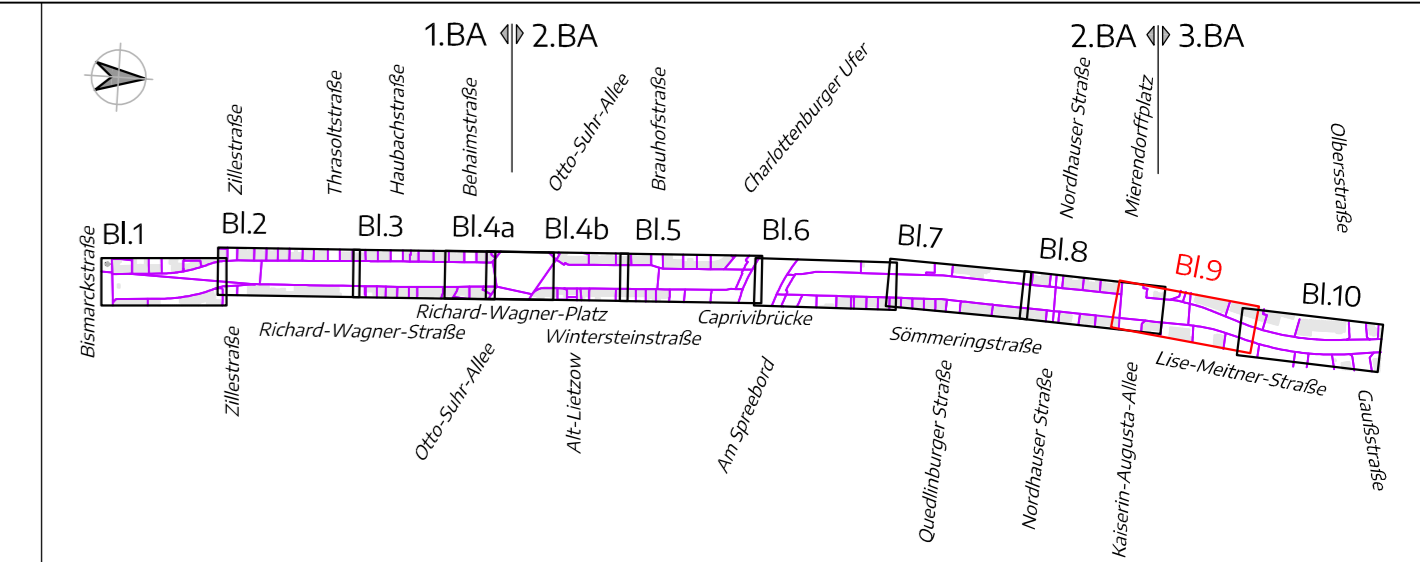 1.BA 2.BA
2.BA 3.BA
Zillestraße
Thrasoltstraße
Haubachstraße
Behaimstraße
Otto-Suhr-Allee
Brauhofstraße
Charlottenburger Ufer
Nordhauser Straße
Mierendorffplatz
Olbersstraße
Bismarckstraße
Bl.1
Bl.2
Bl.3
Bl.4a
Bl.4b
Bl.5
Bl.6
Bl.7
Bl.8
Bl.9
Bl.10
Richard-Wagner-Straße
Richard-Wagner-Platz
Wintersteinstraße
Caprivibrücke
Sömmeringstraße
Lise-Meitner-Straße
Zillestraße
Otto-Suhr-Allee
Alt-Lietzow
Am Spreebord
Quedlinburger Straße
Nordhauser Straße
Kaiserin-Augusta-Allee
Gaußstraße